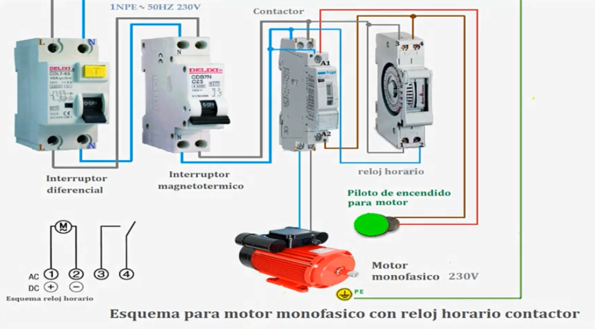 1NPE ~ 50HZ 230V
Contactor
DELIXI
DELIXI
CDB7N
C25
N
N
N
A1
A2
Interruptor
diferencial
Interruptor
magnetotermico
reloj horario
Piloto de encendido
para motor
M
AC 1 2 3 4
DC + −
Esquema reloj horario
Motor
monofasico 230V
PE
Esquema para motor monofasico con reloj horario contactor